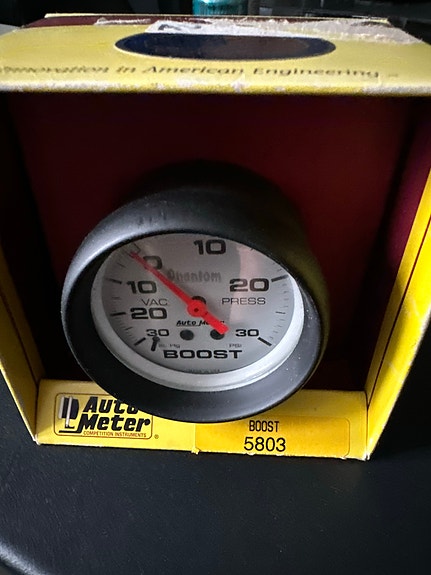 in American Engineering
10
0
Phantom
10
20
VAC.
PRESS
20
Auto Meter
30
30
In. Hg
PSI
BOOST
Auto
Meter
COMPETITION INSTRUMENTS
®
BOOST
5803